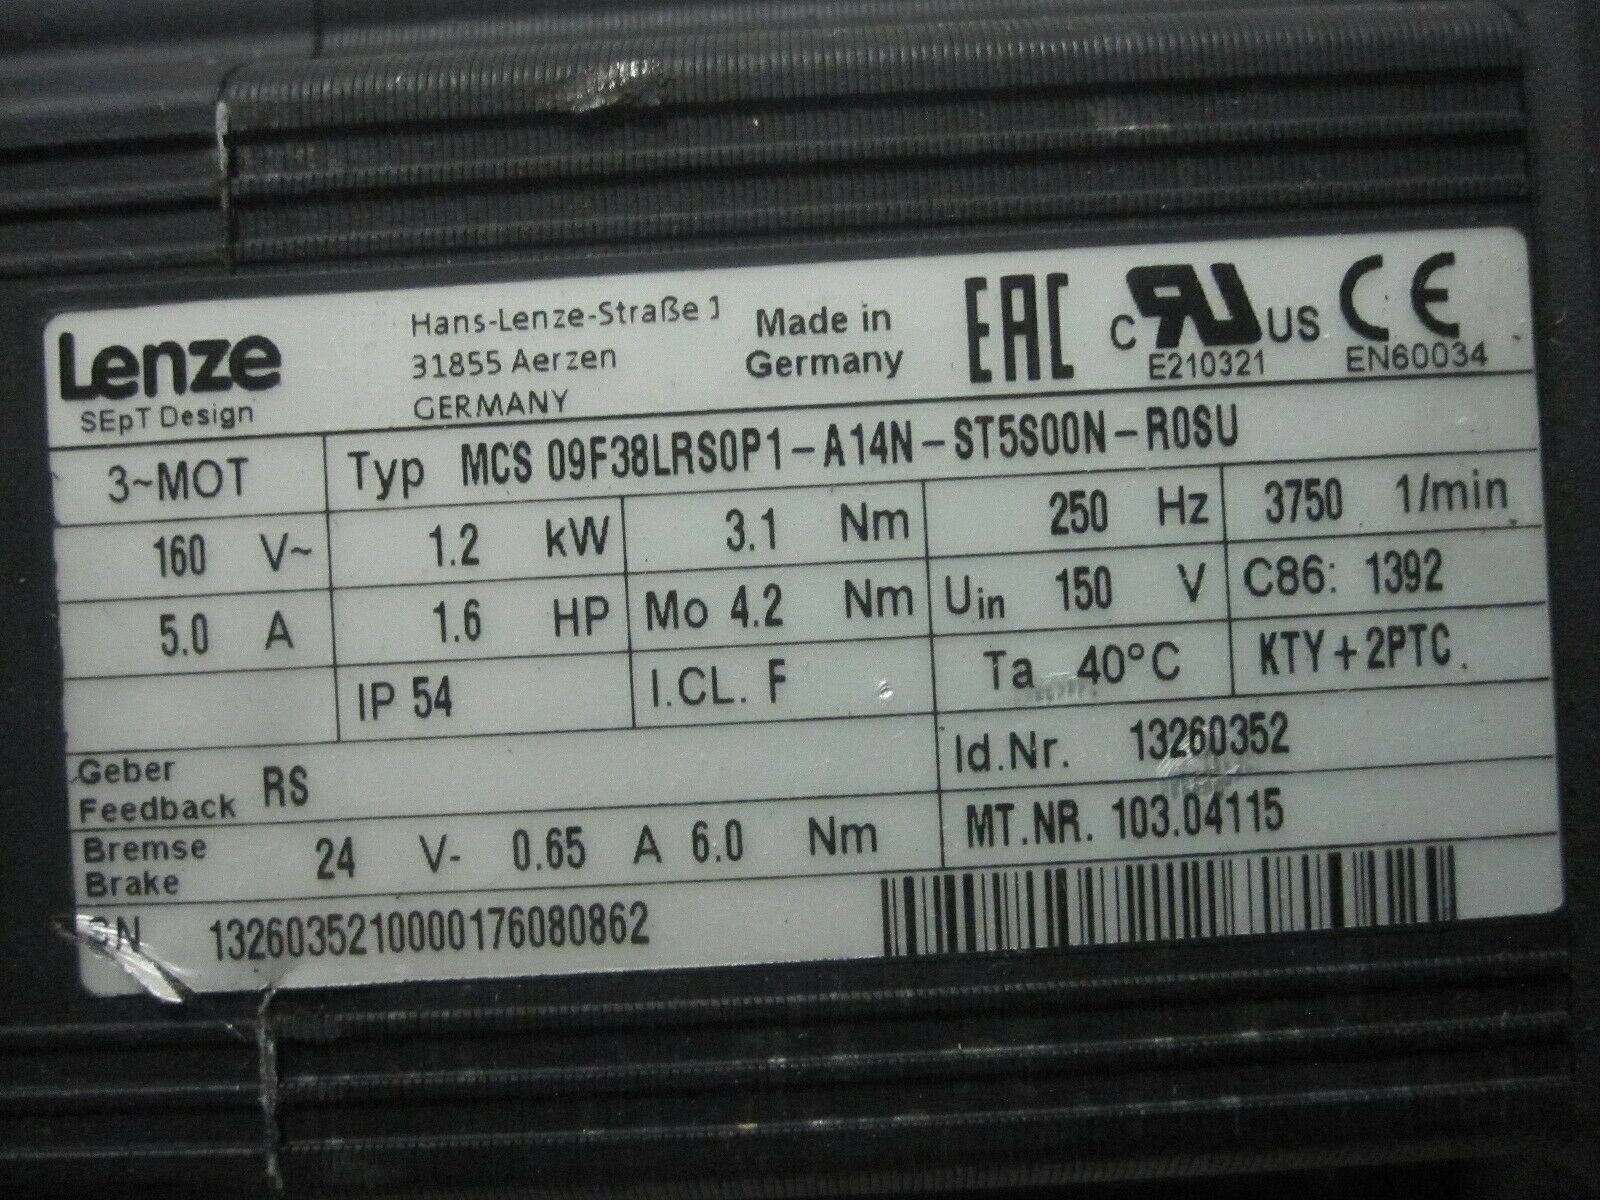 Lenze
SEpT Design
Hans-Lenze-Straße 1
31855 Aerzen
GERMANY
Made in
Germany
EAC
C RU US
E210321
CE
EN60034
3~MOT Typ MCS 09F38LRS0P1-A14N-ST5S00N-R0SU
160 V~ 1.2 kW 3.1 Nm 250 Hz 3750 1/min
5.0 A 1.6 HP Mo 4.2 Nm Uin 150 V C86: 1392
IP 54 I.CL. F Ta 40°C KTY+2PTC
Geber
Feedback RS
Id.Nr. 13260352
Bremse
Brake 24 V- 0.65 A 6.0 Nm
MT.NR. 103.04115
SN 1326035210000176080862